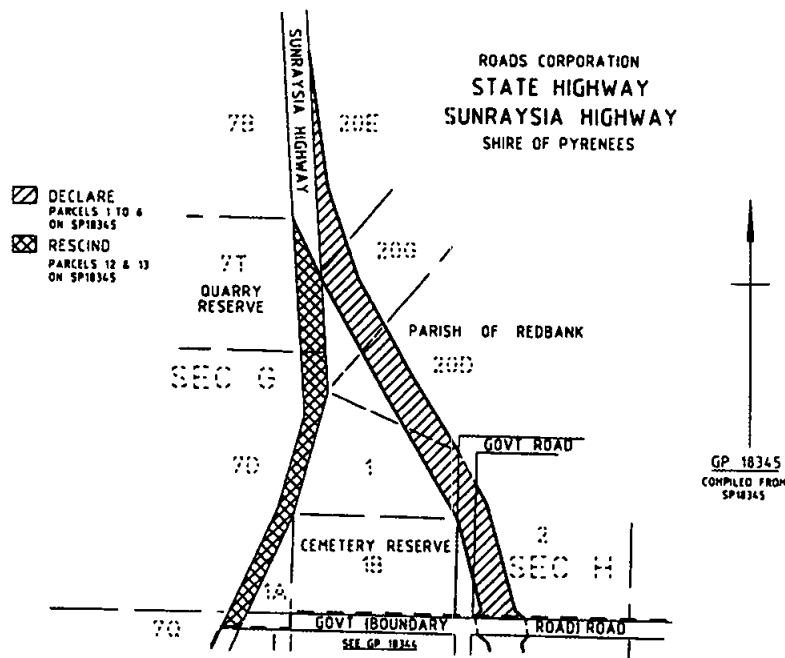 ROADS CORPORATION
STATE HIGHWAY
SUNRAYSIA HIGHWAY
SHIRE OF PYRENEES
SUNRAYSIA HIGHWAY
7B
20E
DECLARE
PARCELS 1 TO 6
ON SP18345
RESCIND
PARCELS 12 & 13
ON SP18345
7T
QUARRY
RESERVE
20G
PARISH OF REDBANK
20D
SEC G
GOVT ROAD
GP 18345
COMPILED FROM
SP18345
7D
1
CEMETERY RESERVE
1B
2
SEC H
1A
7Q
GOVT (BOUNDARY ROAD) ROAD
SEE GP 18344